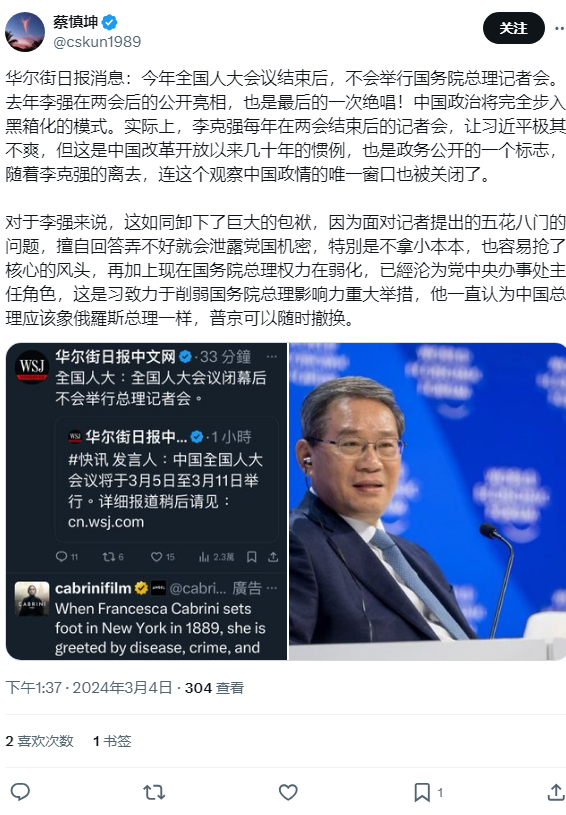 蔡慎坤
@cskun1989
关注
华尔街日报消息：今年全国人大会议结束后，不会举行国务院总理记者会。
去年李强在两会后的公开亮相，也是最后的一次绝唱！中国政治将完全步入
黑箱化的模式。实际上，李克强每年在两会结束后的记者会，让习近平极其
不爽，但这是中国改革开放以来几十年的惯例，也是政务公开的一个标志，
随着李克强的离去，连这个观察中国政情的唯一窗口也被关闭了。
对于李强来说，这如同卸下了巨大的包袱，因为面对记者提出的五花八门的
问题，擅自回答弄不好就会泄露党国机密，特別是不拿小本本，也容易抢了
核心的风头，再加上现在国务院总理权力在弱化，已經沦为党中央办事处主
任角色，这是习致力于削弱国务院总理影响力重大举措，他一直认为中国总
理应该象俄羅斯总理一样，普京可以随时撤换。
WSJ
华尔街日报中文网 · 33 分鐘
全国人大：全国人大会议闭幕后
不会举行总理记者会。
WSJ 华尔街日报中... · 1 小時
#快讯 发言人：中国全国人大
会议将于3月5日至3月11日举
行。详细报道稍后请见：
cn.wsj.com
11 6 15 2.3萬
CABRINI
cabrinifilm @cabri... 廣告
When Francesca Cabrini sets
foot in New York in 1889, she is
greeted by disease, crime, and
下午1:37 · 2024年3月4日 · 304 查看
2 喜欢次数 1 书签
1